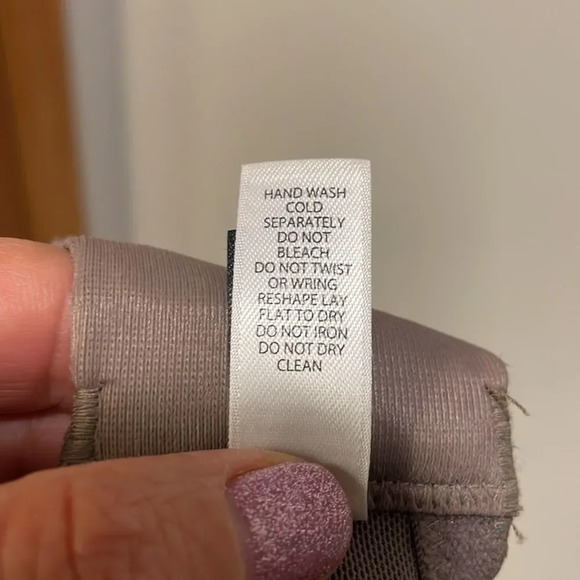 HAND WASH
COLD
SEPARATELY
DO NOT
BLEACH
DO NOT TWIST
OR WRING
RESHAPE LAY
FLAT TO DRY
DO NOT IRON
DO NOT DRY
CLEAN